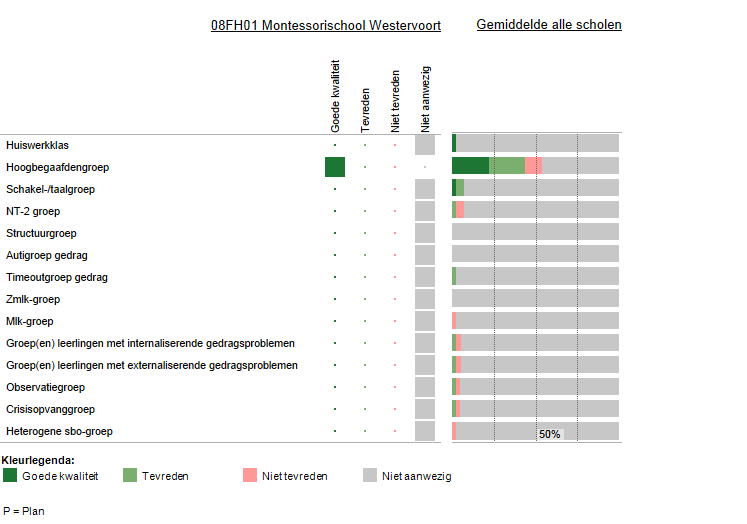 08FH01 Montessorischool Westervoort
Gemiddelde alle scholen
Goede kwaliteit
Tevreden
Niet tevreden
Niet aanwezig
Huiswerkklas
Hoogbegaafdengroep
Schakel-/taalgroep
NT-2 groep
Structuurgroep
Autigroep gedrag
Timeoutgroep gedrag
Zmlk-groep
Mlk-groep
Groep(en) leerlingen met internaliserende gedragsproblemen
Groep(en) leerlingen met externaliserende gedragsproblemen
Observatiegroep
Crisisopvanggroep
Heterogene sbo-groep
50%
Kleurlegenda:
Goede kwaliteit Tevreden Niet tevreden Niet aanwezig
P = Plan